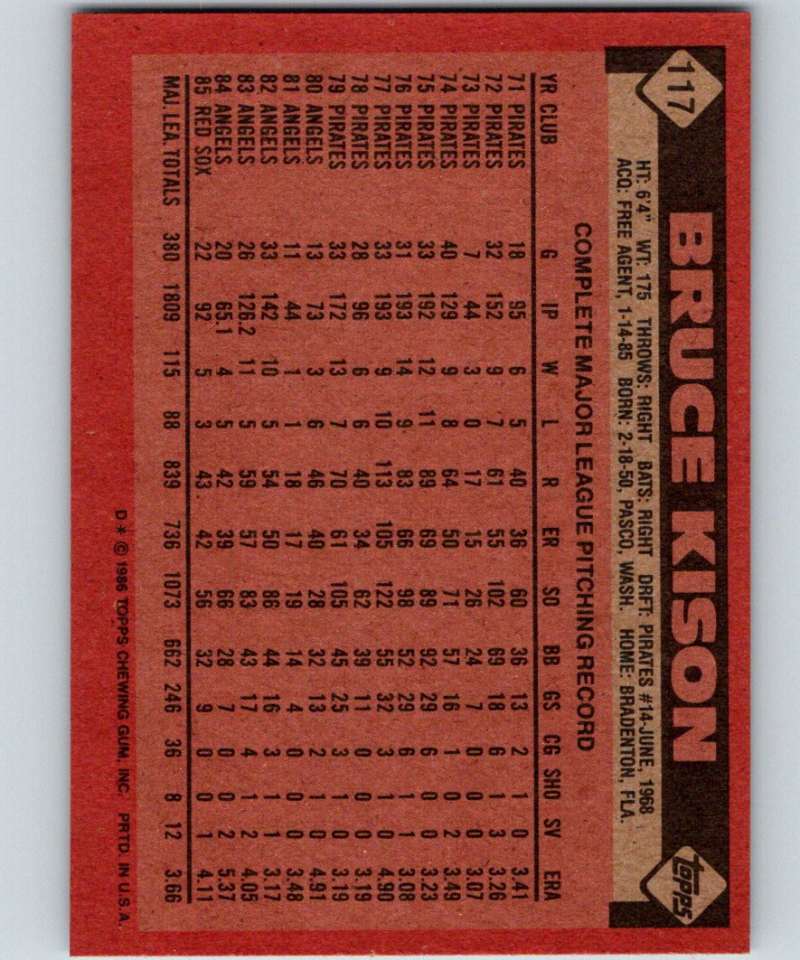 117
BRUCE KISON
Topps
HT: 6'4" WT: 175 THROWS: RIGHT BATS: RIGHT DRFT: PIRATES #14-JUNE, 1968
ACQ: FREE AGENT, 1-14-85 BORN: 2-18-50, PASCO, WASH. HOME: BRADENTON, FLA.
COMPLETE MAJOR LEAGUE PITCHING RECORD
YR CLUB G IP W L R ER SO BB GS CG SHO SV ERA
71 PIRATES 18 95 6 5 40 36 60 36 13 2 1 0 3.41
72 PIRATES 32 152 9 7 61 55 102 69 18 6 1 3 3.26
73 PIRATES 7 44 3 0 17 15 26 24 7 0 0 0 3.07
74 PIRATES 40 129 9 8 64 50 71 57 16 1 0 2 3.49
75 PIRATES 33 192 12 11 89 69 89 92 29 6 0 0 3.23
76 PIRATES 31 193 14 9 83 66 98 52 29 6 1 1 3.08
77 PIRATES 33 193 9 10 113 105 122 55 32 3 1 0 4.90
78 PIRATES 28 96 6 6 40 34 62 39 11 0 0 0 3.19
79 PIRATES 33 172 13 7 70 61 105 45 25 3 1 0 3.19
80 ANGELS 13 73 3 6 46 40 28 32 13 2 1 0 4.91
81 ANGELS 11 44 1 1 18 17 19 14 4 0 0 0 3.48
82 ANGELS 33 142 10 5 54 50 86 44 16 3 1 1 3.17
83 ANGELS 26 126.2 11 5 59 57 83 43 17 4 1 2 4.05
84 ANGELS 20 65.1 4 5 42 39 66 28 7 0 0 2 5.37
85 RED SOX 22 92 5 3 43 42 56 32 9 0 0 1 4.11
MAJ. LEA. TOTALS 380 1809 115 88 839 736 1073 662 246 36 8 12 3.66
D* © 1986 TOPPS CHEWING GUM, INC. PRTD. IN U.S.A.